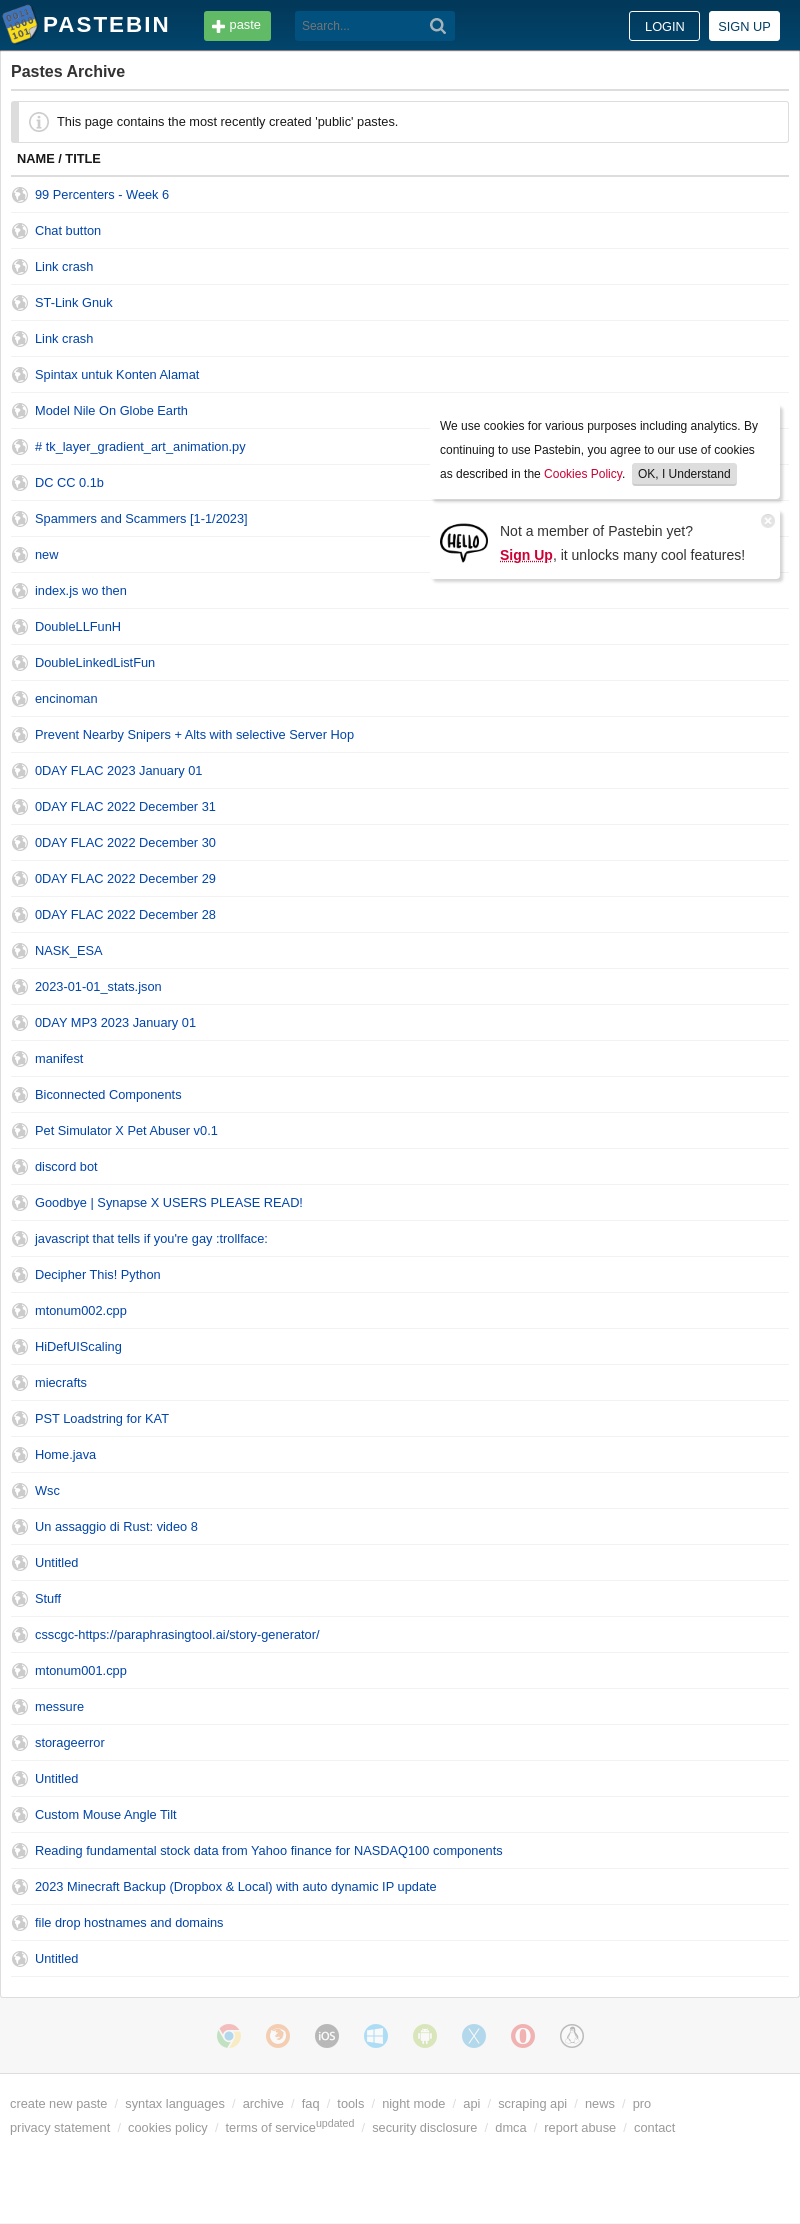 PASTEBIN
paste
Search...
LOGIN
SIGN UP
Pastes Archive
This page contains the most recently created 'public' pastes.
NAME / TITLE
99 Percenters - Week 6
Chat button
Link crash
ST-Link Gnuk
Link crash
Spintax untuk Konten Alamat
Model Nile On Globe Earth
# tk_layer_gradient_art_animation.py
DC CC 0.1b
Spammers and Scammers [1-1/2023]
new
index.js wo then
We use cookies for various purposes including analytics. By
continuing to use Pastebin, you agree to our use of cookies
as described in the Cookies Policy. OK, I Understand
HELLO
Not a member of Pastebin yet?
Sign Up, it unlocks many cool features!
DoubleLLFunH
DoubleLinkedListFun
encinoman
Prevent Nearby Snipers + Alts with selective Server Hop
0DAY FLAC 2023 January 01
0DAY FLAC 2022 December 31
0DAY FLAC 2022 December 30
0DAY FLAC 2022 December 29
0DAY FLAC 2022 December 28
NASK_ESA
2023-01-01_stats.json
0DAY MP3 2023 January 01
manifest
Biconnected Components
Pet Simulator X Pet Abuser v0.1
discord bot
Goodbye | Synapse X USERS PLEASE READ!
javascript that tells if you're gay :trollface:
Decipher This! Python
mtonum002.cpp
HiDefUIScaling
miecrafts
PST Loadstring for KAT
Home.java
Wsc
Un assaggio di Rust: video 8
Untitled
Stuff
csscgc-https://paraphrasingtool.ai/story-generator/
mtonum001.cpp
messure
storageerror
Untitled
Custom Mouse Angle Tilt
Reading fundamental stock data from Yahoo finance for NASDAQ100 components
2023 Minecraft Backup (Dropbox & Local) with auto dynamic IP update
file drop hostnames and domains
Untitled
iOS
create new paste / syntax languages / archive / faq / tools / night mode / api / scraping api / news / pro
privacy statement / cookies policy / terms of service updated / security disclosure / dmca / report abuse / contact